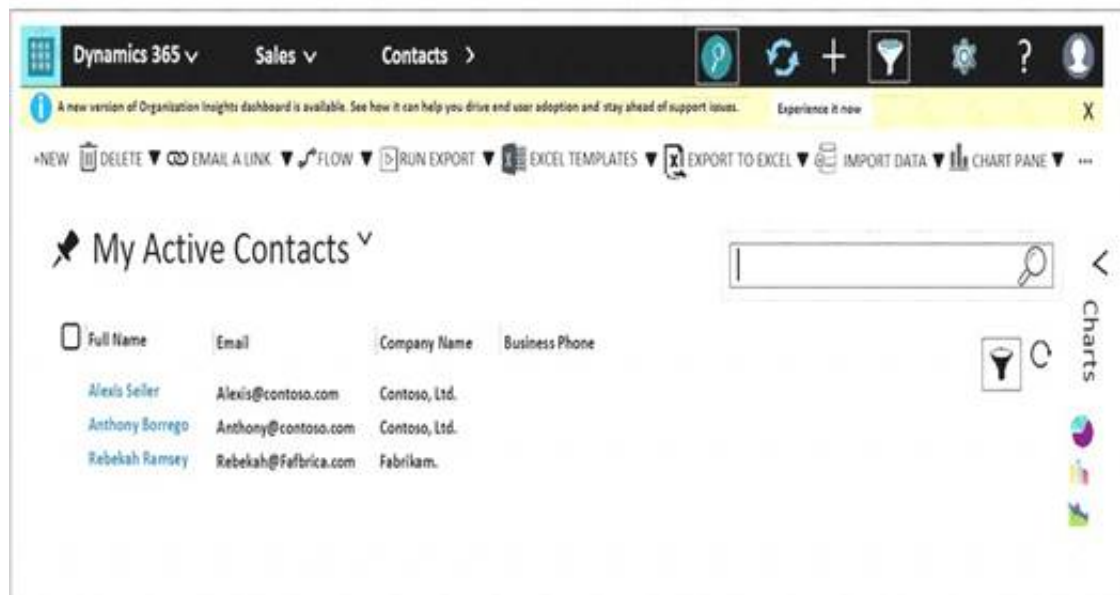 Dynamics 365 Sales Contacts
A new version of Organization Insights dashboard is available. See how it can help you drive end user adoption and stay ahead of support issues. Experience it now X
+NEW DELETE EMAIL A LINK FLOW RUN EXPORT EXCEL TEMPLATES EXPORT TO EXCEL IMPORT DATA CHART PANE ...
My Active Contacts
Charts
Full Name Email Company Name Business Phone
Alexis Seller Alexis@contoso.com Contoso, Ltd.
Anthony Borrego Anthony@contoso.com Contoso, Ltd.
Rebekah Ramsey Rebekah@Fafbrica.com Fabrikam.